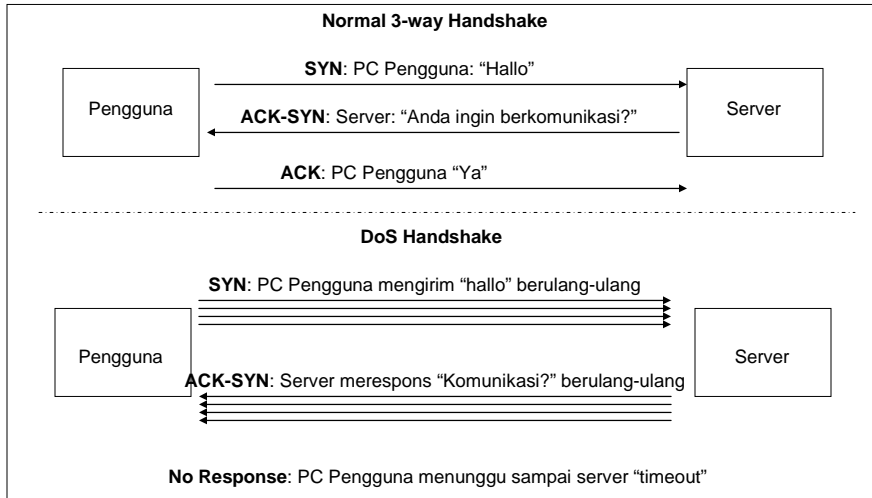 Normal 3-way Handshake
SYN: PC Pengguna: “Hallo”
Pengguna
ACK-SYN: Server: “Anda ingin berkomunikasi?”
Server
ACK: PC Pengguna “Ya”
DoS Handshake
SYN: PC Pengguna mengirim “hallo” berulang-ulang
Pengguna
Server
ACK-SYN: Server merespons “Komunikasi?” berulang-ulang
No Response: PC Pengguna menunggu sampai server “timeout”